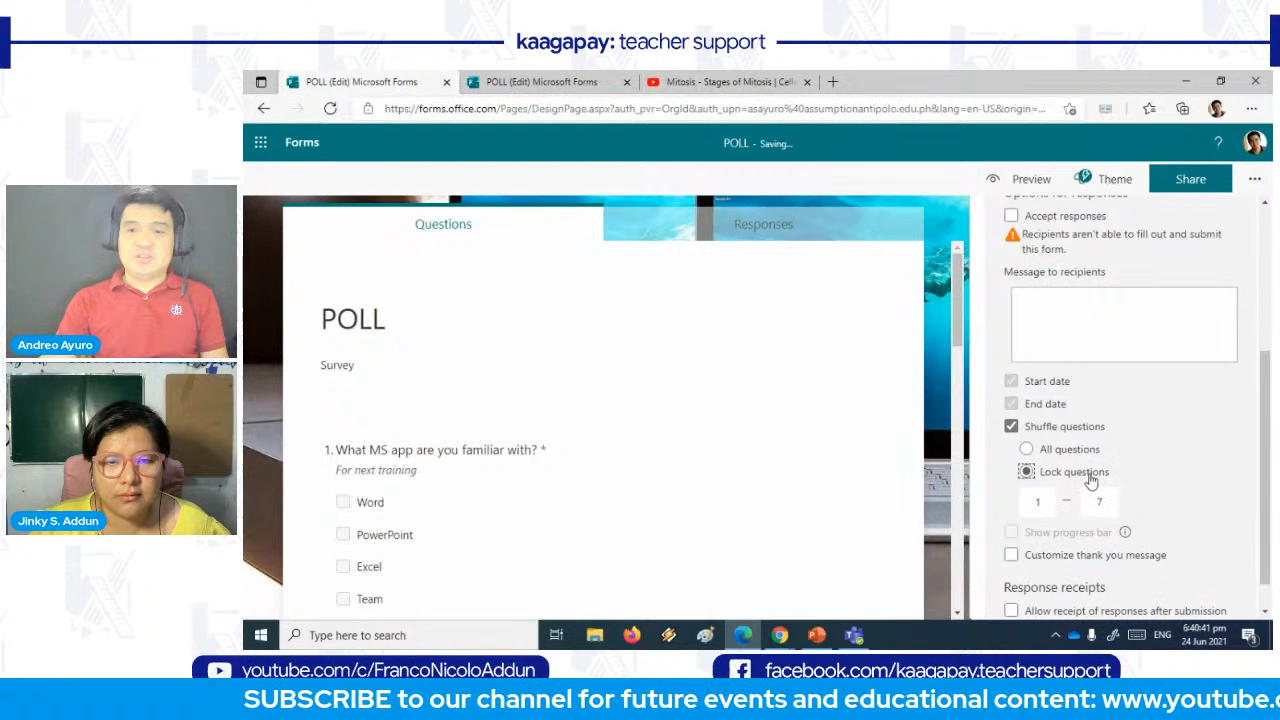 kaagapay: teacher support
POLL (Edit) Microsoft Forms
POLL (Edit) Microsoft Forms
Mitosis - Stages of Mitosis | Cell
https://forms.office.com/Pages/DesignPage.aspx?auth_pvr=OrgId&auth_upn=asayuro%40assumptionantipolo.edu.ph&lang=en-US&origin=...
Forms
POLL - Saving...
?
Preview
Theme
Share
Questions
Responses
Options for responses
Accept responses
Recipients aren't able to fill out and submit
this form.
Message to recipients
POLL
Survey
Start date
End date
Shuffle questions
All questions
Lock questions
1 – 7
Show progress bar
Customize thank you message
Response receipts
Allow receipt of responses after submission
1. What MS app are you familiar with? *
For next training
Word
PowerPoint
Excel
Team
Andreo Ayuro
Jinky S. Addun
Type here to search
ENG
6:40:41 pm
24 Jun 2021
3
youtube.com/c/FrancoNicoloAddun
facebook.com/kaagapay.teachersupport
SUBSCRIBE to our channel for future events and educational content: www.youtube.c